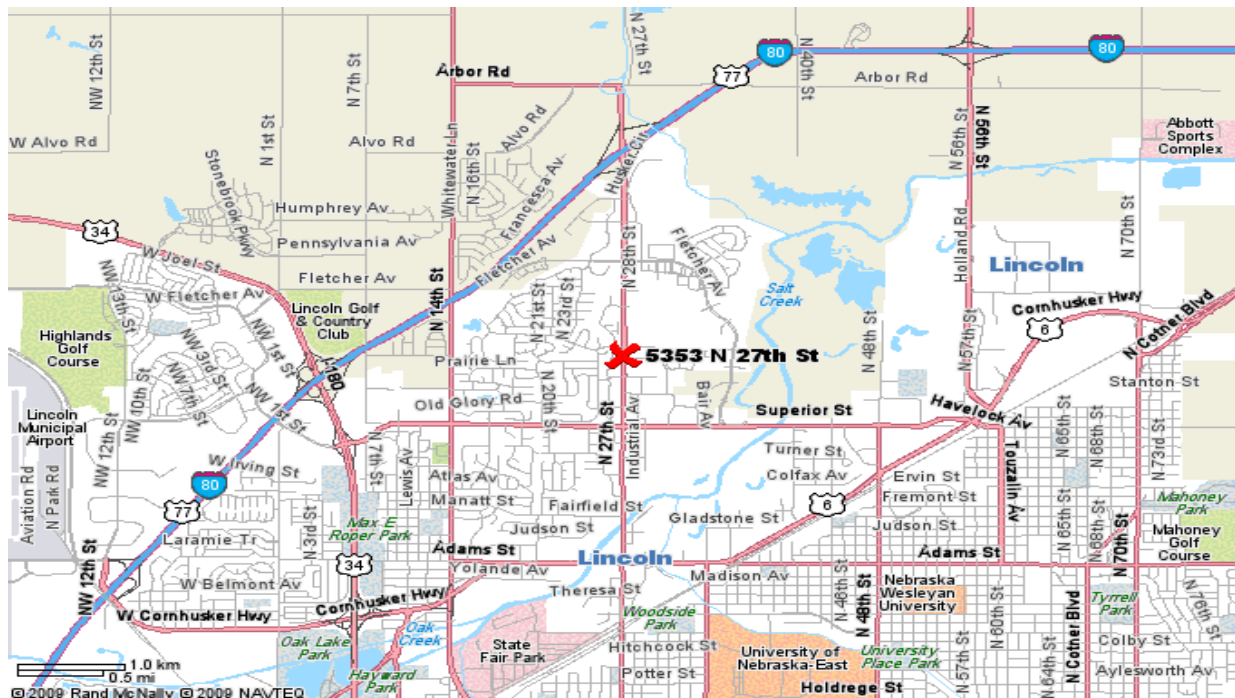 N 27th St
80
N 40th St
80
NW 12th St
N 7th St
Arbor Rd
77
Arbor Rd
N 1st St
Alvo Rd
W Alvo Rd
Alvo Rd
Whitewater Ln
N 16th St
Francesca Av
Husker Cir
N 56th St
N 56th St
Abbott
Sports
Complex
Stonebrook Pkwy
Humphrey Av
34
Pennsylvania Av
W Joel St
Fletcher Av
Fletcher Av
N 28th St
Fletcher Av
Holland Rd
N 70th St
Lincoln
Salt
Creek
Cornhusker Hwy
6
N Cotner Blvd
NW 13th St
W Fletcher Av
Lincoln Golf
& Country
Club
N 14th St
N 21st St
N 23rd St
Highlands
Golf
Course
NW 3rd St
NW 1st St
NW 7th St
NW 10th St
NW 1st St
I-180
Prairie Ln
5353 N 27th St
N 48th St
N 57th St
Stanton St
Old Glory Rd
N 20th St
Bair Av
Superior St
Havelock Av
Lincoln
Municipal
Airport
NW 12th St
N 27th St
Industrial Av
N 7th St
Lewis Av
Turner St
Touzalin Av
N 65th St
N 68th St
N 73rd St
W Irving St
80
77
Atlas Av
Colfax Av
Ervin St
Aviation Rd
N Park Rd
Manatt St
Fairfield St
6
Fremont St
Mahoney
Park
N 3rd St
Max E
Roper Park
Judson St
Gladstone St
Judson St
N 65th St
N 68th St
N 70th St
Mahoney
Golf
Course
Laramie Tr
Adams St
Lincoln
Adams St
NW 12th St
34
Yolande Av
Madison Av
W Belmont Av
Cornhusker Hwy
Theresa St
N 46th St
N 48th St
Nebraska
Wesleyan
University
N 60th St
N Cotner Blvd
Tyrrell
Park
N 76th St
W Cornhusker Hwy
Woodside
Park
Oak Lake
Park
Oak
Creek
State
Fair Park
Hitchcock St
University of
Nebraska-East
University
Place Park
Colby St
N 57th St
N 64th St
Hayward
Park
Potter St
Aylesworth Av
Holdrege St
1.0 km
0.5 mi
© 2009 Rand McNally © 2009 NAVTEQ